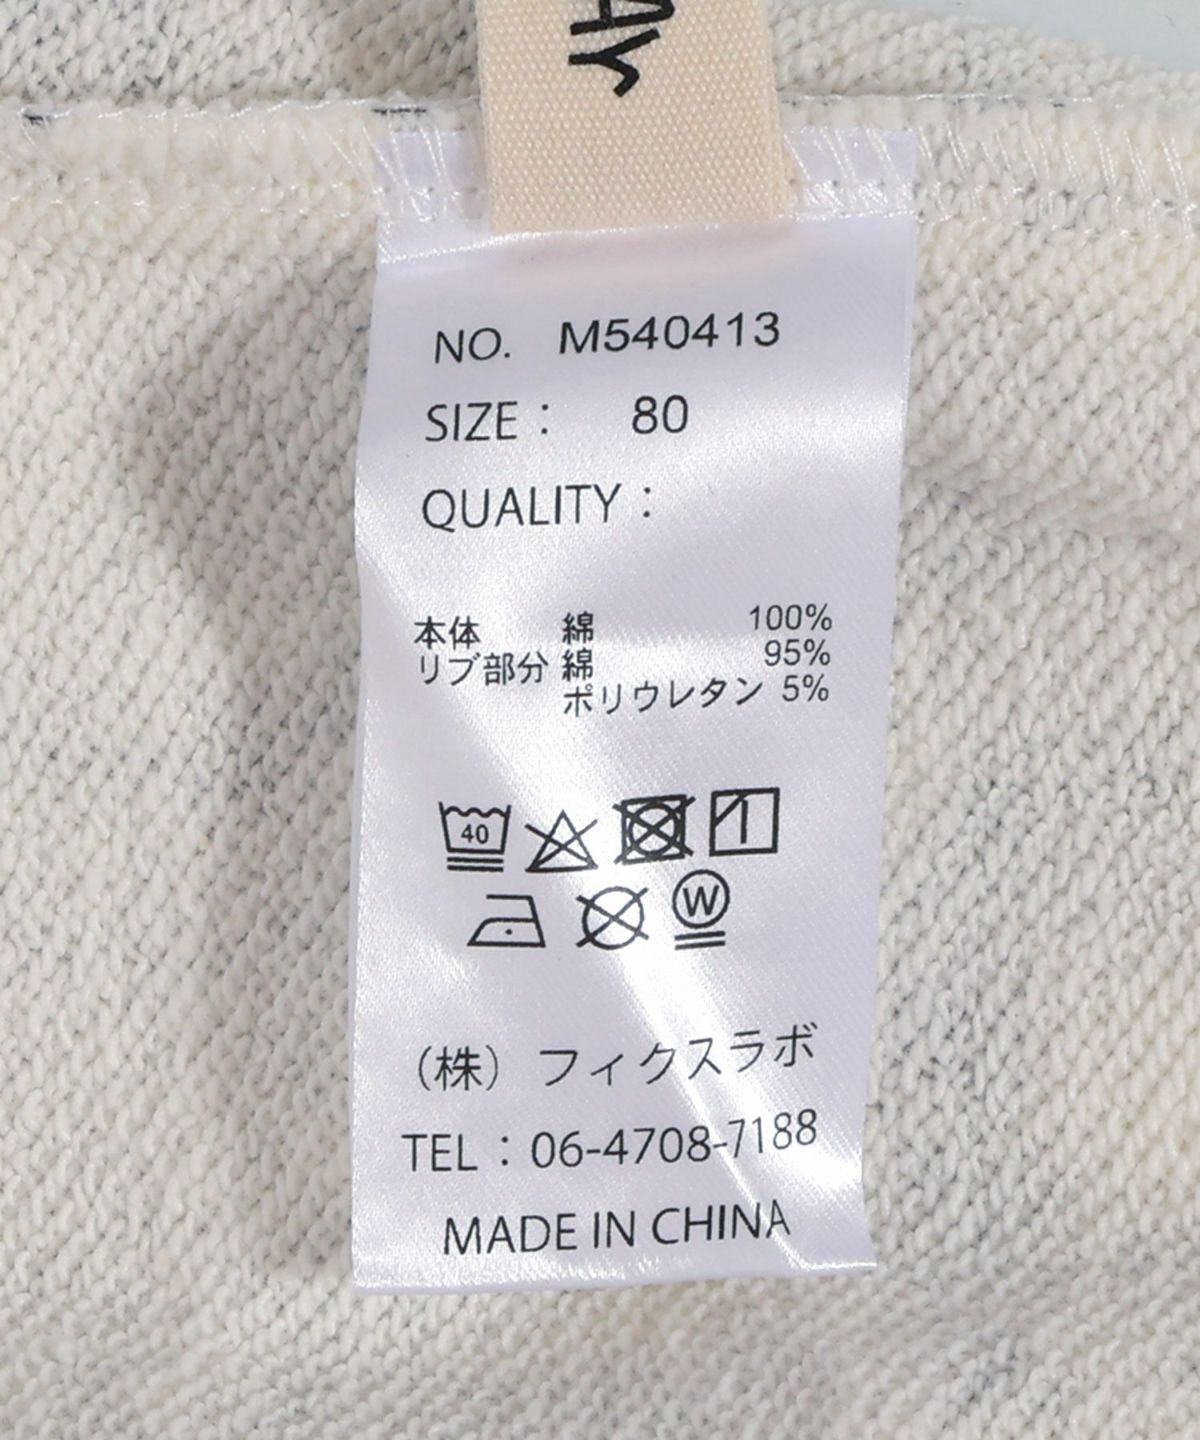 AY
NO. M540413
SIZE : 80
QUALITY :
本体 綿 100%
リブ部分 綿 95%
ポリウレタン 5%
40
W
(株) フィクスラボ
TEL : 06-4708-7188
MADE IN CHINA